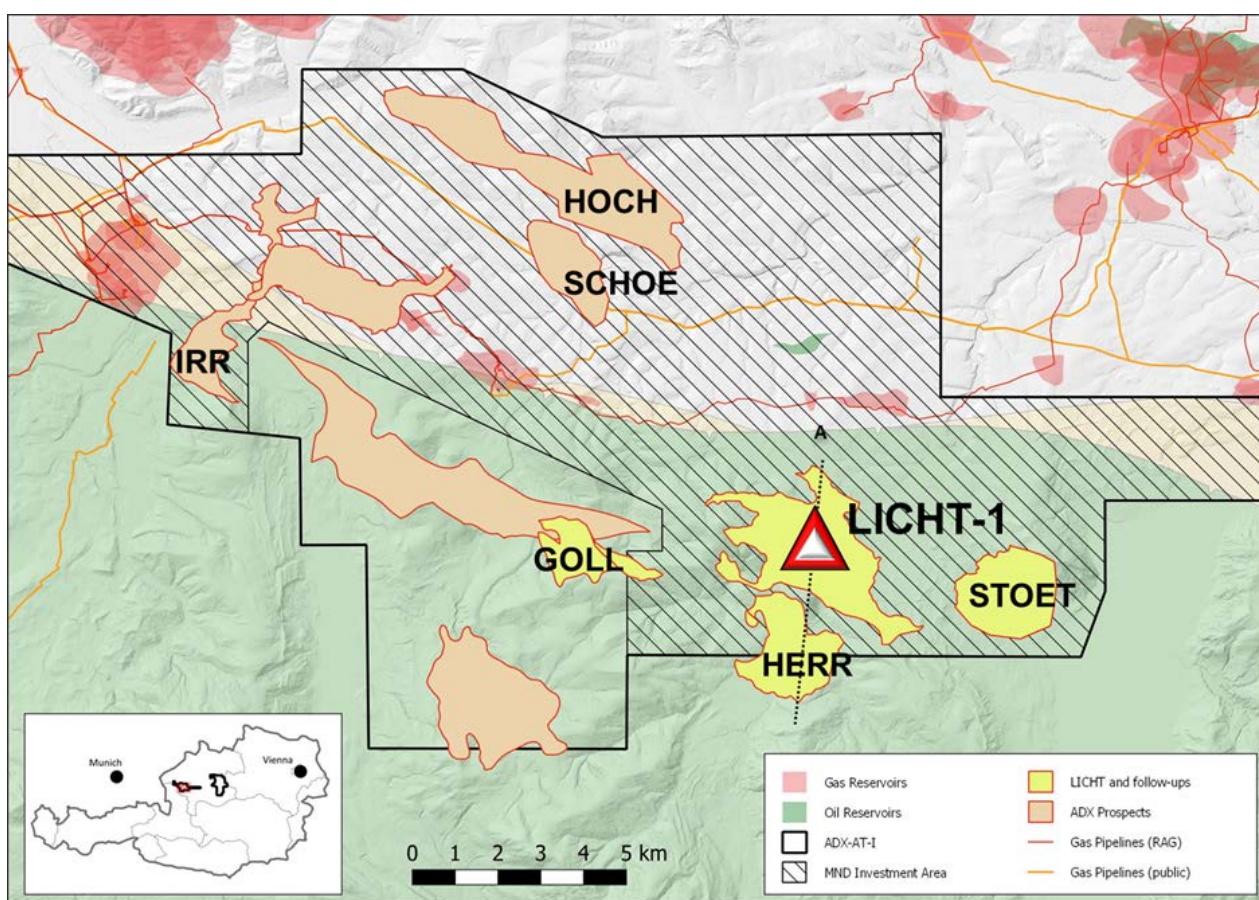 HOCH
SCHOE
IRR
A
LICHT-1
GOLL
STOET
HERR
Munich
Vienna
0 1 2 3 4 5 km
Gas Reservoirs
Oil Reservoirs
ADX-AT-I
MND Investment Area
LICHT and follow-ups
ADX Prospects
Gas Pipelines (RAG)
Gas Pipelines (public)